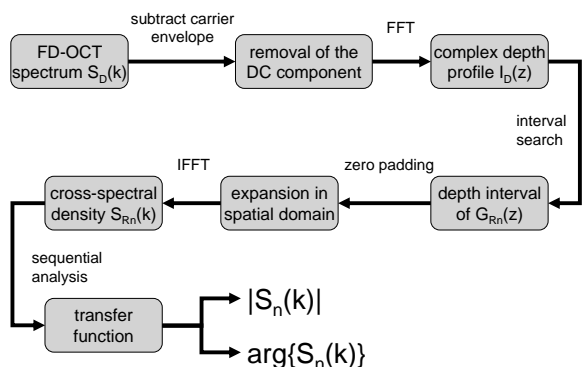 subtract carrier
envelope
FFT
FD-OCT
spectrum S_D(k)
removal of the
DC component
complex depth
profile I_D(z)
interval
search
IFFT
zero padding
cross-spectral
density S_Rn(k)
expansion in
spatial domain
depth interval
of G_Rn(z)
sequential
analysis
transfer
function
|S_n(k)|
arg{S_n(k)}